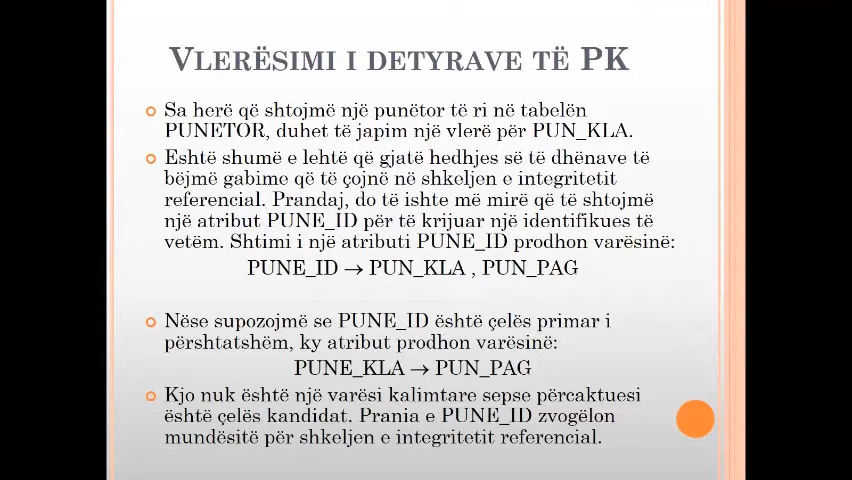 VLERËSIMI I DETYRAVE TË PK
Sa herë që shtojmë një punëtor të ri në tabelën
PUNETOR, duhet të japim një vlerë për PUN_KLA.
Eshtë shumë e lehtë që gjatë hedhjes së të dhënave të
bëjmë gabime që të çojnë në shkeljen e integritetit
referencial. Prandaj, do të ishte më mirë që të shtojmë
një atribut PUNE_ID për të krijuar një identifikues të
vetëm. Shtimi i një atributi PUNE_ID prodhon varësinë:
PUNE_ID → PUN_KLA , PUN_PAG
Nëse supozojmë se PUNE_ID është çelës primar i
përshtatshëm, ky atribut prodhon varësinë:
PUNE_KLA → PUN_PAG
Kjo nuk është një varësi kalimtare sepse përcaktuesi
është çelës kandidat. Prania e PUNE_ID zvogëlon
mundësitë për shkeljen e integritetit referencial.